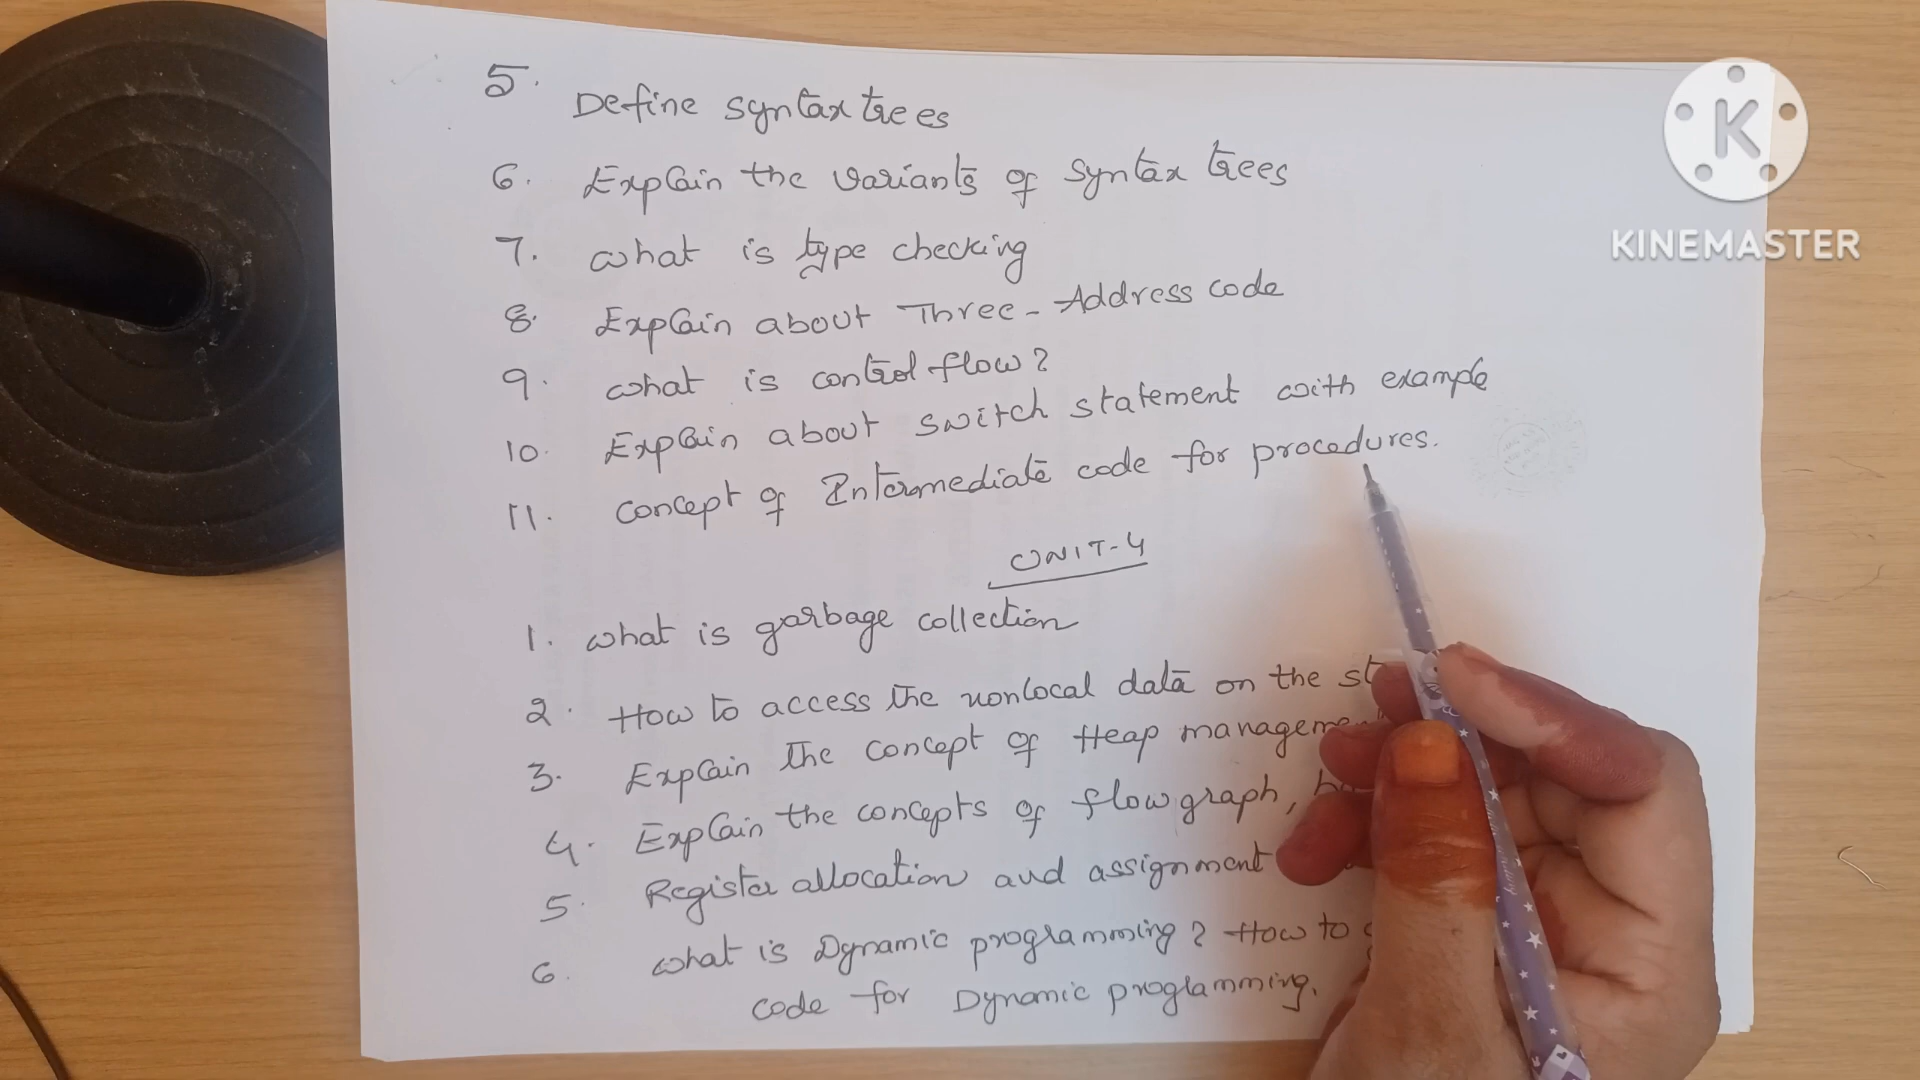 5. Define syntax trees
K
6. Explain the variants of syntax trees
KINEMASTER
7. what is type checking
8. Explain about Three-Address code
9. what is control flow?
10. Explain about switch statement with example
11. concept of Intermediate code for procedures.
UNIT-4
1. what is garbage collection
2. How to access the nonlocal data on the
3. Explain the concept of Heap
4. Explain the concepts of flow graph,
5. Register allocation and assignment
6. what is Dynamic programming? How to
code for Dynamic programming.